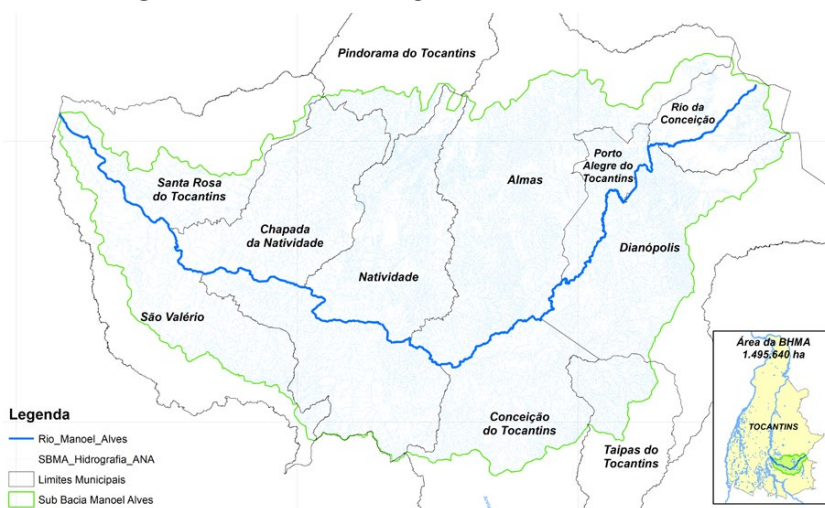 Pindorama do Tocantins
Rio da
Conceição
Porto
Alegre do
Tocantins
Almas
Santa Rosa
do Tocantins
Chapada
da Natividade
Dianópolis
Natividade
São Valério
Conceição
do Tocantins
Taipas do
Tocantins
Área da BHMA
1.495.640 ha
TOCANTINS
Legenda
Rio_Manoel_Alves
SBMA_Hidrografia_ANA
Limites Municipais
Sub Bacia Manoel Alves